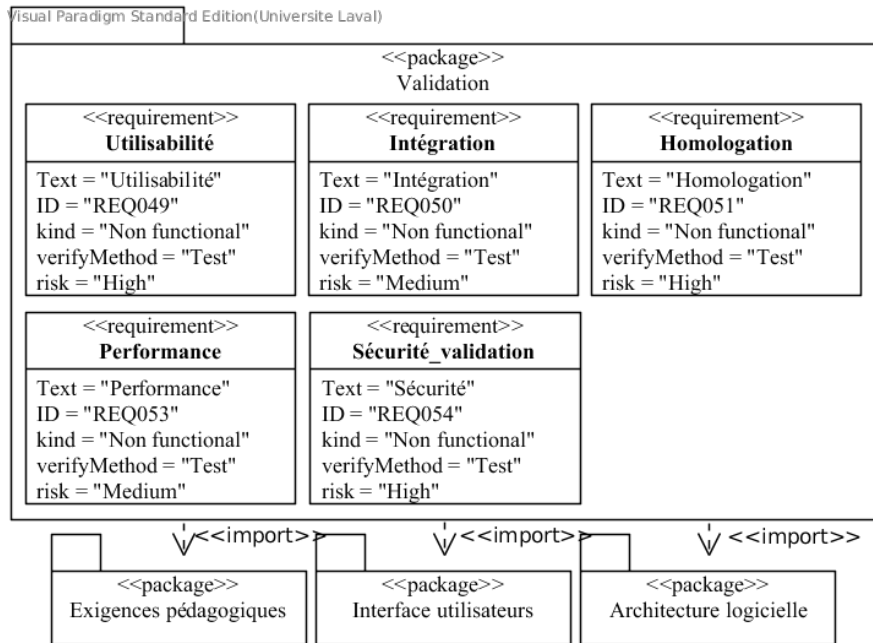 Visual Paradigm Standard Edition(Universite Laval)
<<package>>
Validation
<<requirement>>
Utilisabilité
Text = "Utilisabilité"
ID = "REQ049"
kind = "Non functional"
verifyMethod = "Test"
risk = "High"
<<requirement>>
Intégration
Text = "Intégration"
ID = "REQ050"
kind = "Non functional"
verifyMethod = "Test"
risk = "Medium"
<<requirement>>
Homologation
Text = "Homologation"
ID = "REQ051"
kind = "Non functional"
verifyMethod = "Test"
risk = "High"
<<requirement>>
Performance
Text = "Performance"
ID = "REQ053"
kind = "Non functional"
verifyMethod = "Test"
risk = "Medium"
<<requirement>>
Sécurité_validation
Text = "Sécurité"
ID = "REQ054"
kind = "Non functional"
verifyMethod = "Test"
risk = "High"
<<import>>
<<import>>
<<import>>
<<package>>
Exigences pédagogiques
<<package>>
Interface utilisateurs
<<package>>
Architecture logicielle